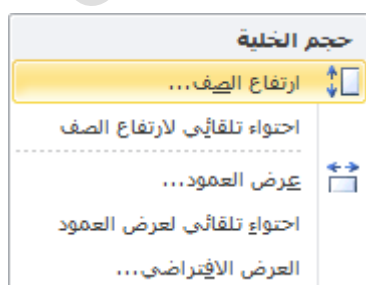 حجم الخلية
ارتفاع الصف...
احتواء تلقائي لارتفاع الصف
عرض العمود...
احتواء تلقائي لعرض العمود
العرض الافتراضي...